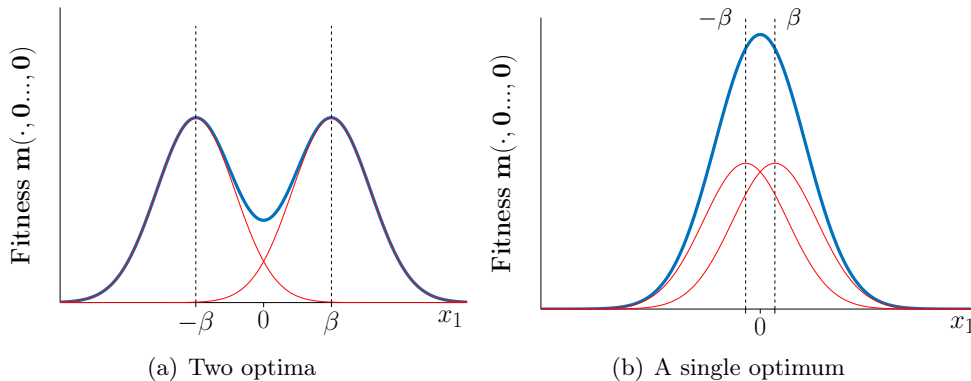 Fitness m(·, 0..., 0)
−β
0
β
x₁
(a) Two optima
Fitness m(·, 0..., 0)
−β
β
0
x₁
(b) A single optimum